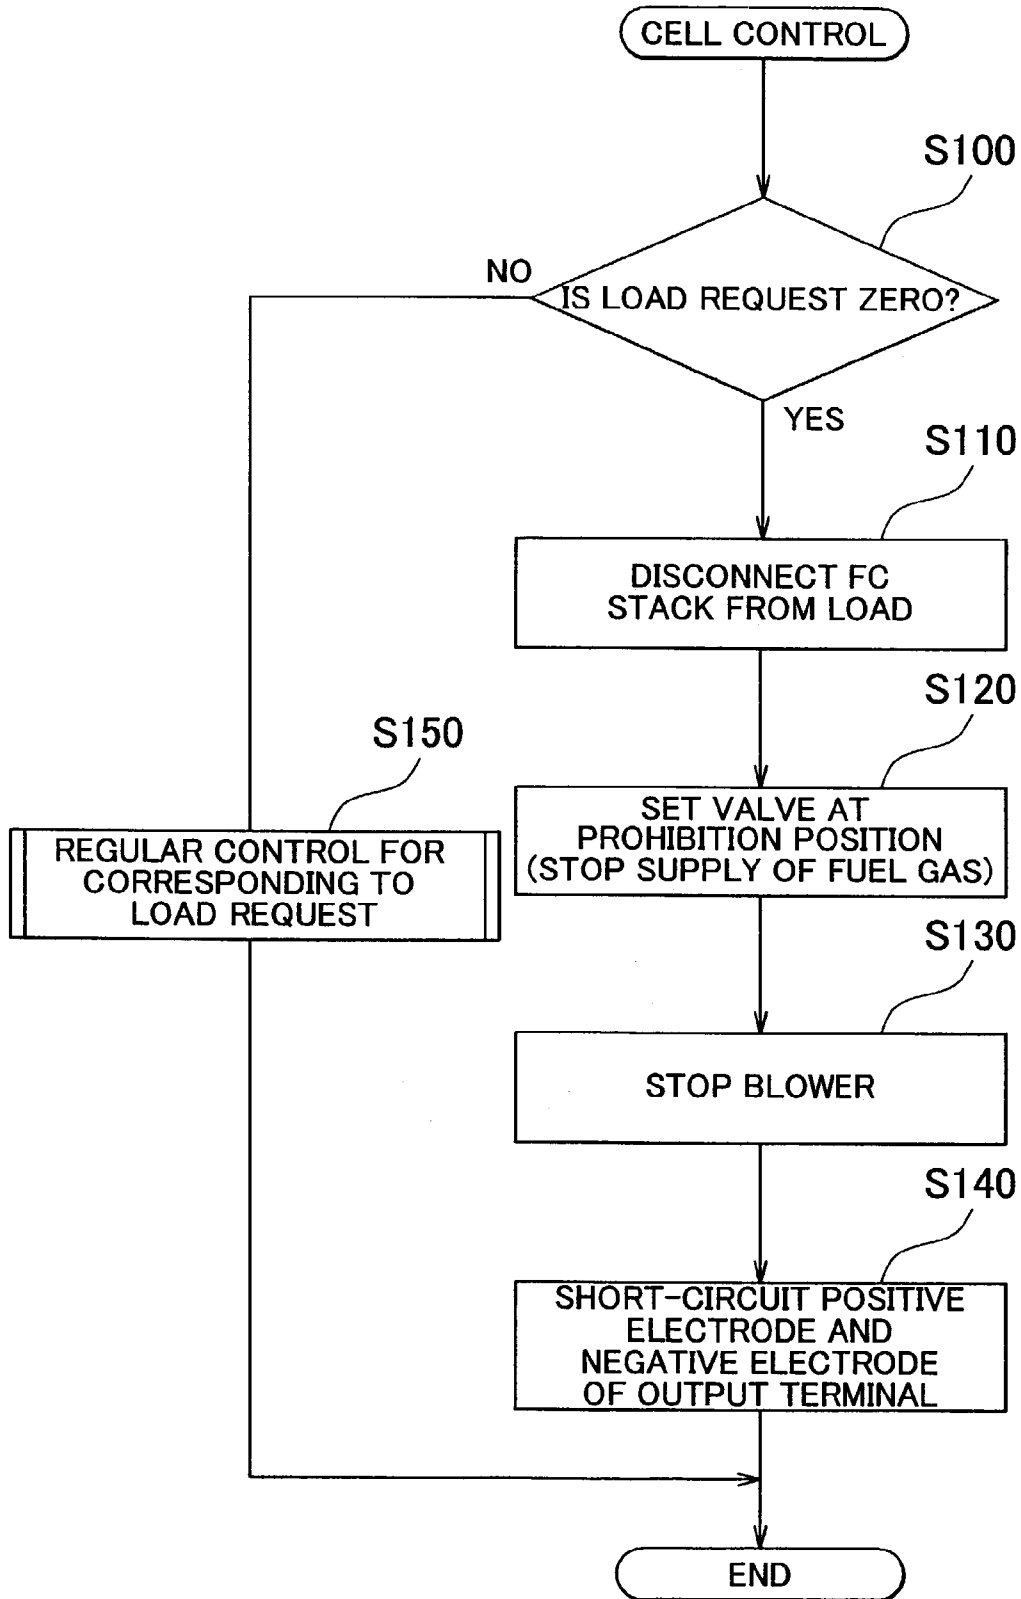 CELL CONTROL
S100
NO
IS LOAD REQUEST ZERO?
YES
S110
DISCONNECT FC
STACK FROM LOAD
S120
SET VALVE AT
PROHIBITION POSITION
(STOP SUPPLY OF FUEL GAS)
S150
REGULAR CONTROL FOR
CORRESPONDING TO
LOAD REQUEST
S130
STOP BLOWER
S140
SHORT-CIRCUIT POSITIVE
ELECTRODE AND
NEGATIVE ELECTRODE
OF OUTPUT TERMINAL
END